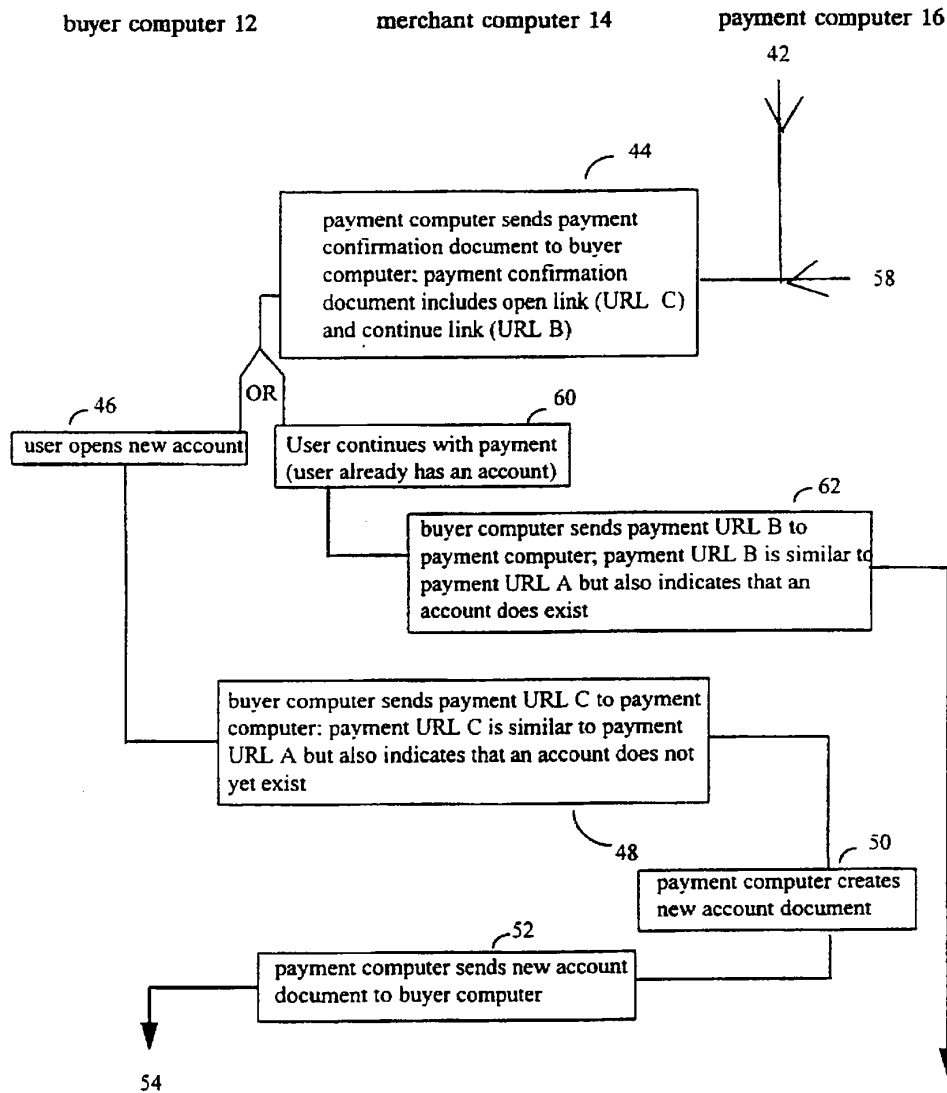 buyer computer 12
merchant computer 14
payment computer 16
42
44
payment computer sends payment
confirmation document to buyer
computer: payment confirmation
document includes open link (URL C)
and continue link (URL B)
58
OR
46
user opens new account
60
User continues with payment
(user already has an account)
62
buyer computer sends payment URL B to
payment computer; payment URL B is similar to
payment URL A but also indicates that an
account does exist
buyer computer sends payment URL C to payment
computer: payment URL C is similar to payment
URL A but also indicates that an account does not
yet exist
48
50
payment computer creates
new account document
52
payment computer sends new account
document to buyer computer
54